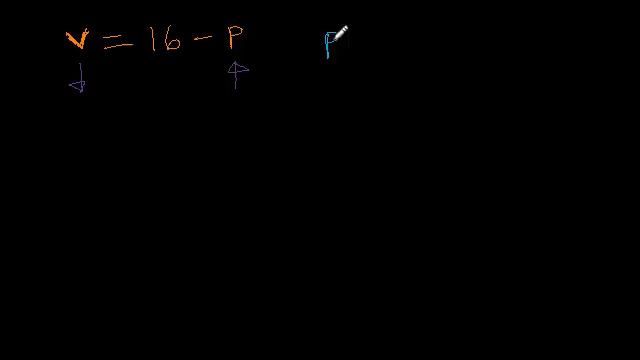 V = 16 - P P
↓ ↑